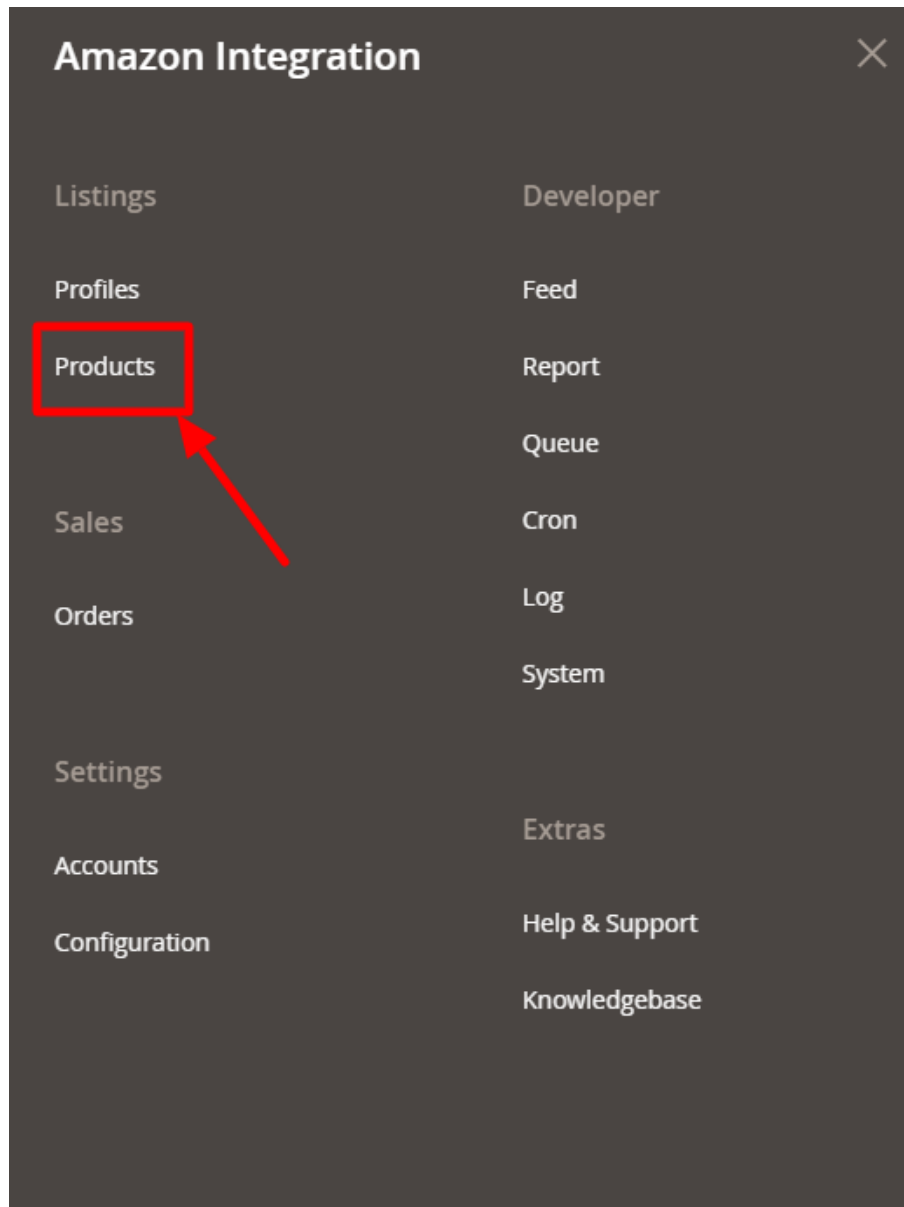 Amazon Integration
Listings
Profiles
Products
Sales
Orders
Settings
Accounts
Configuration
Developer
Feed
Report
Queue
Cron
Log
System
Extras
Help & Support
Knowledgebase